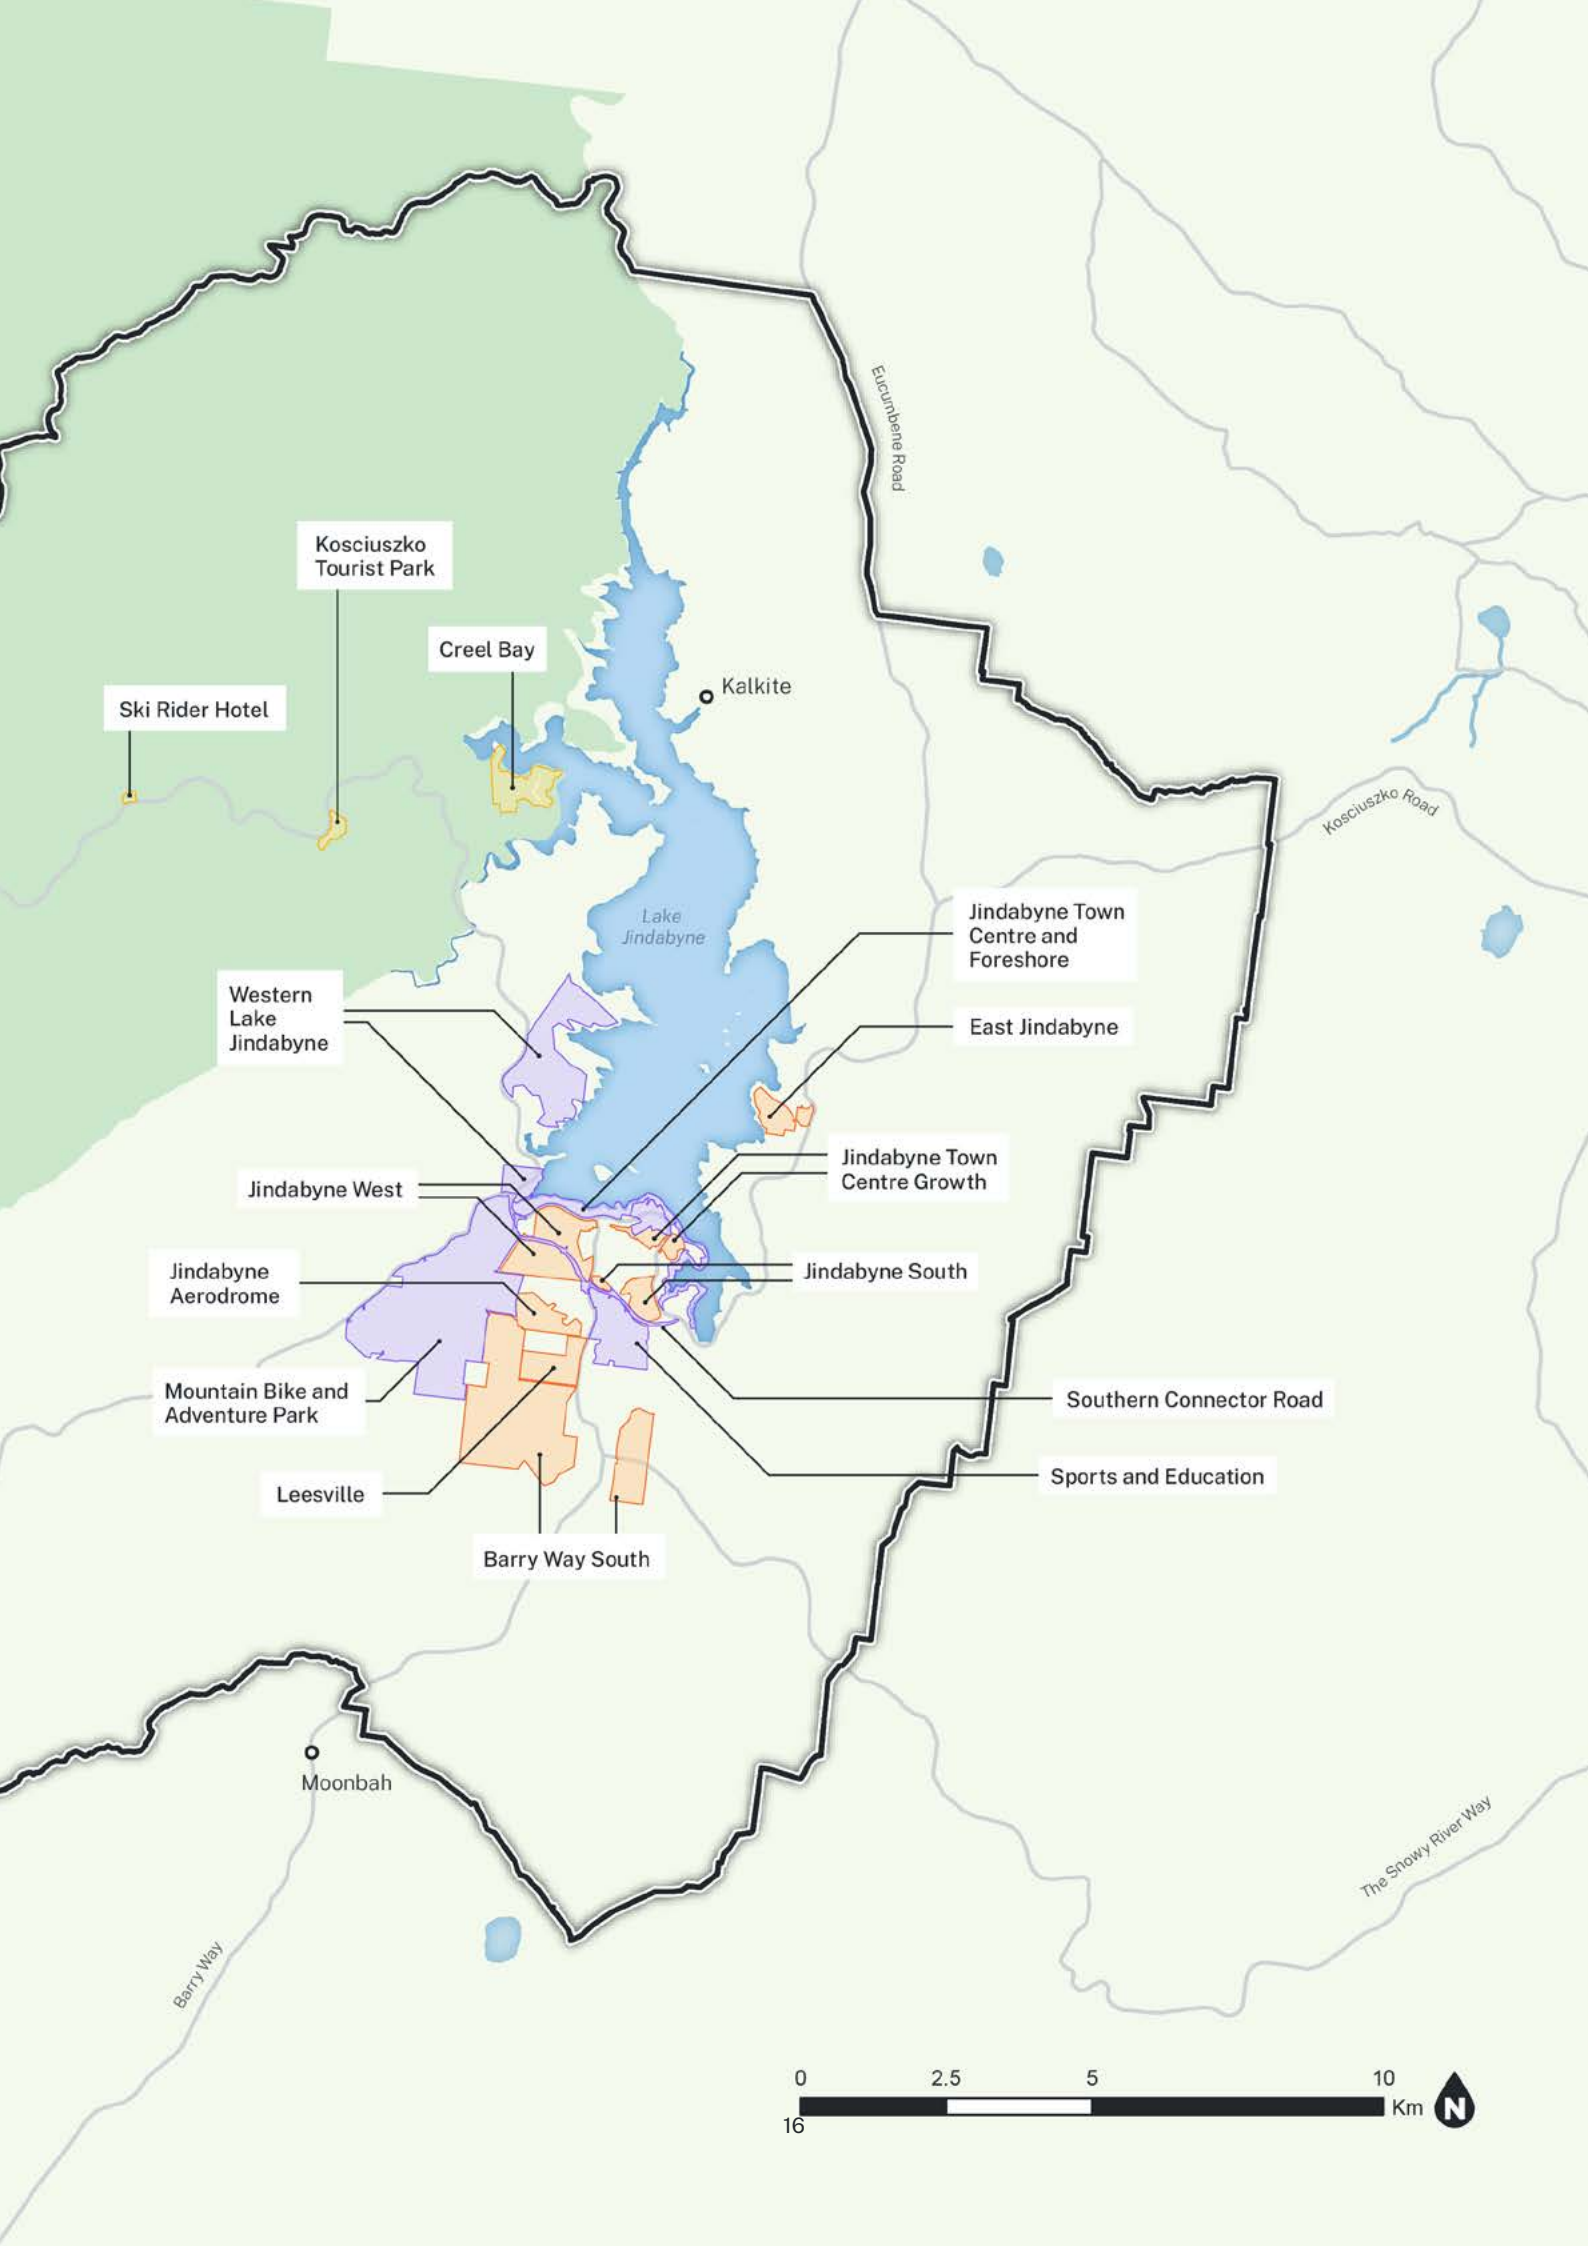 Eucumbene Road
Kosciuszko
Tourist Park
Creel Bay
Kalkite
Ski Rider Hotel
Kosciuszko Road
Lake
Jindabyne
Jindabyne Town
Centre and
Foreshore
Western
Lake
Jindabyne
East Jindabyne
Jindabyne Town
Centre Growth
Jindabyne West
Jindabyne
Aerodrome
Jindabyne South
Mountain Bike and
Adventure Park
Southern Connector Road
Leesville
Sports and Education
Barry Way South
Moonbah
The Snowy River Way
Barry Way
0 2.5 5 10
Km N
16